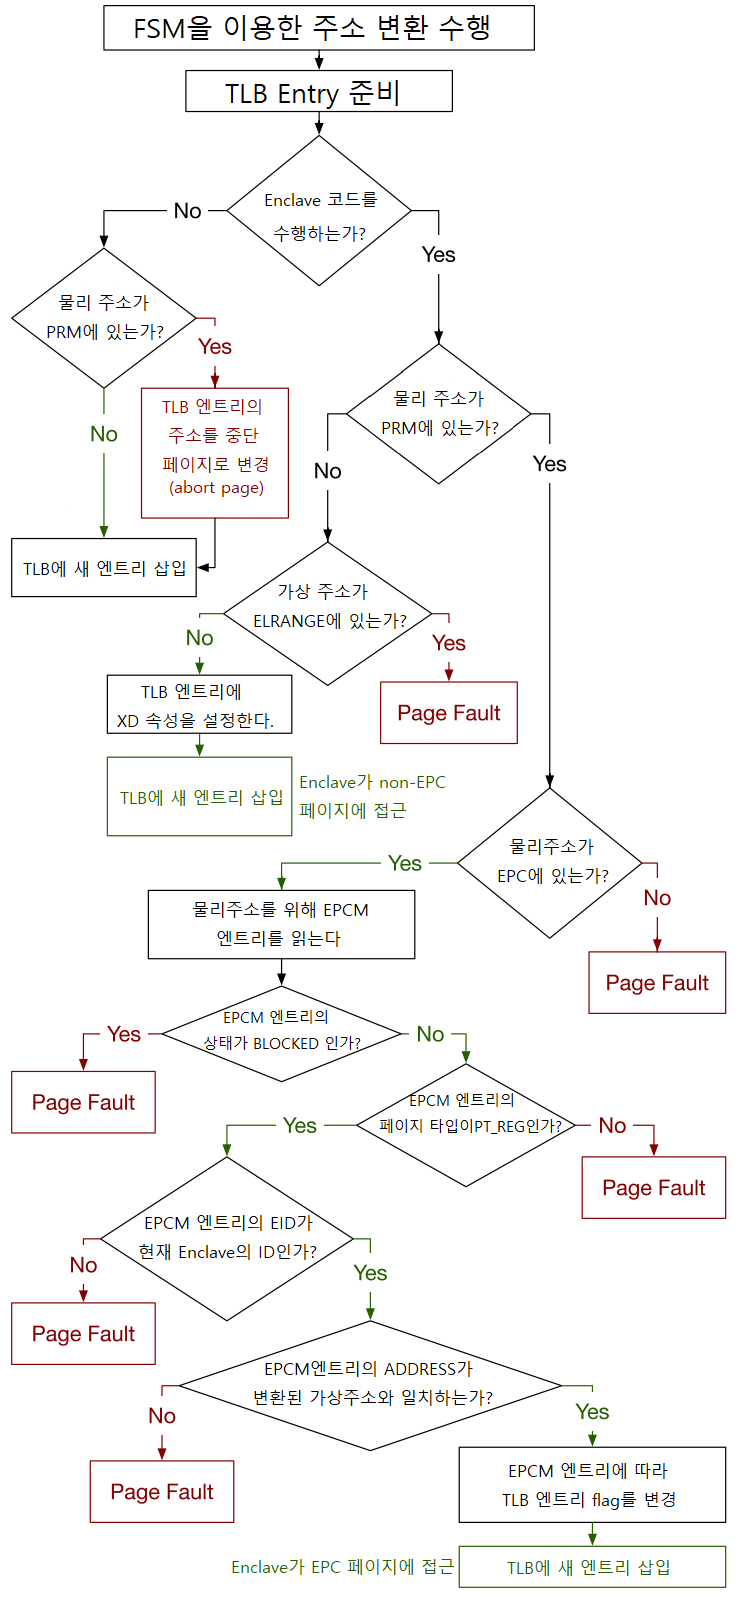 FSM을 이용한 주소 변환 수행
TLB Entry 준비
Enclave 코드를
수행하는가?
No
Yes
물리 주소가
PRM에 있는가?
Yes
No
TLB 엔트리의
주소를 중단
페이지로 변경
(abort page)
TLB에 새 엔트리 삽입
물리 주소가
PRM에 있는가?
No
Yes
가상 주소가
ELRANGE에 있는가?
No
Yes
TLB 엔트리에
XD 속성을 설정한다.
Page Fault
TLB에 새 엔트리 삽입
Enclave가 non-EPC
페이지에 접근
물리주소가
EPC에 있는가?
Yes
No
물리주소를 위해 EPCM
엔트리를 읽는다
Page Fault
EPCM 엔트리의
상태가 BLOCKED 인가?
Yes
No
Page Fault
EPCM 엔트리의
페이지 타입이PT_REG인가?
Yes
No
Page Fault
EPCM 엔트리의 EID가
현재 Enclave의 ID인가?
No
Yes
Page Fault
EPCM엔트리의 ADDRESS가
변환된 가상주소와 일치하는가?
No
Yes
Page Fault
EPCM 엔트리에 따라
TLB 엔트리 flag를 변경
Enclave가 EPC 페이지에 접근
TLB에 새 엔트리 삽입